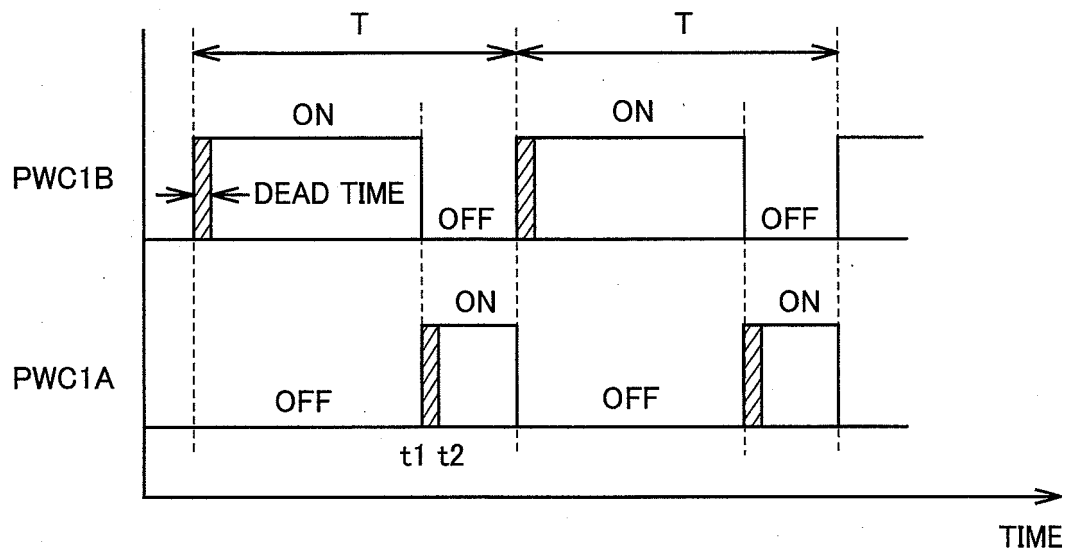 T
T
ON
ON
PWC1B
DEAD TIME
OFF
OFF
ON
ON
PWC1A
OFF
OFF
t1 t2
TIME